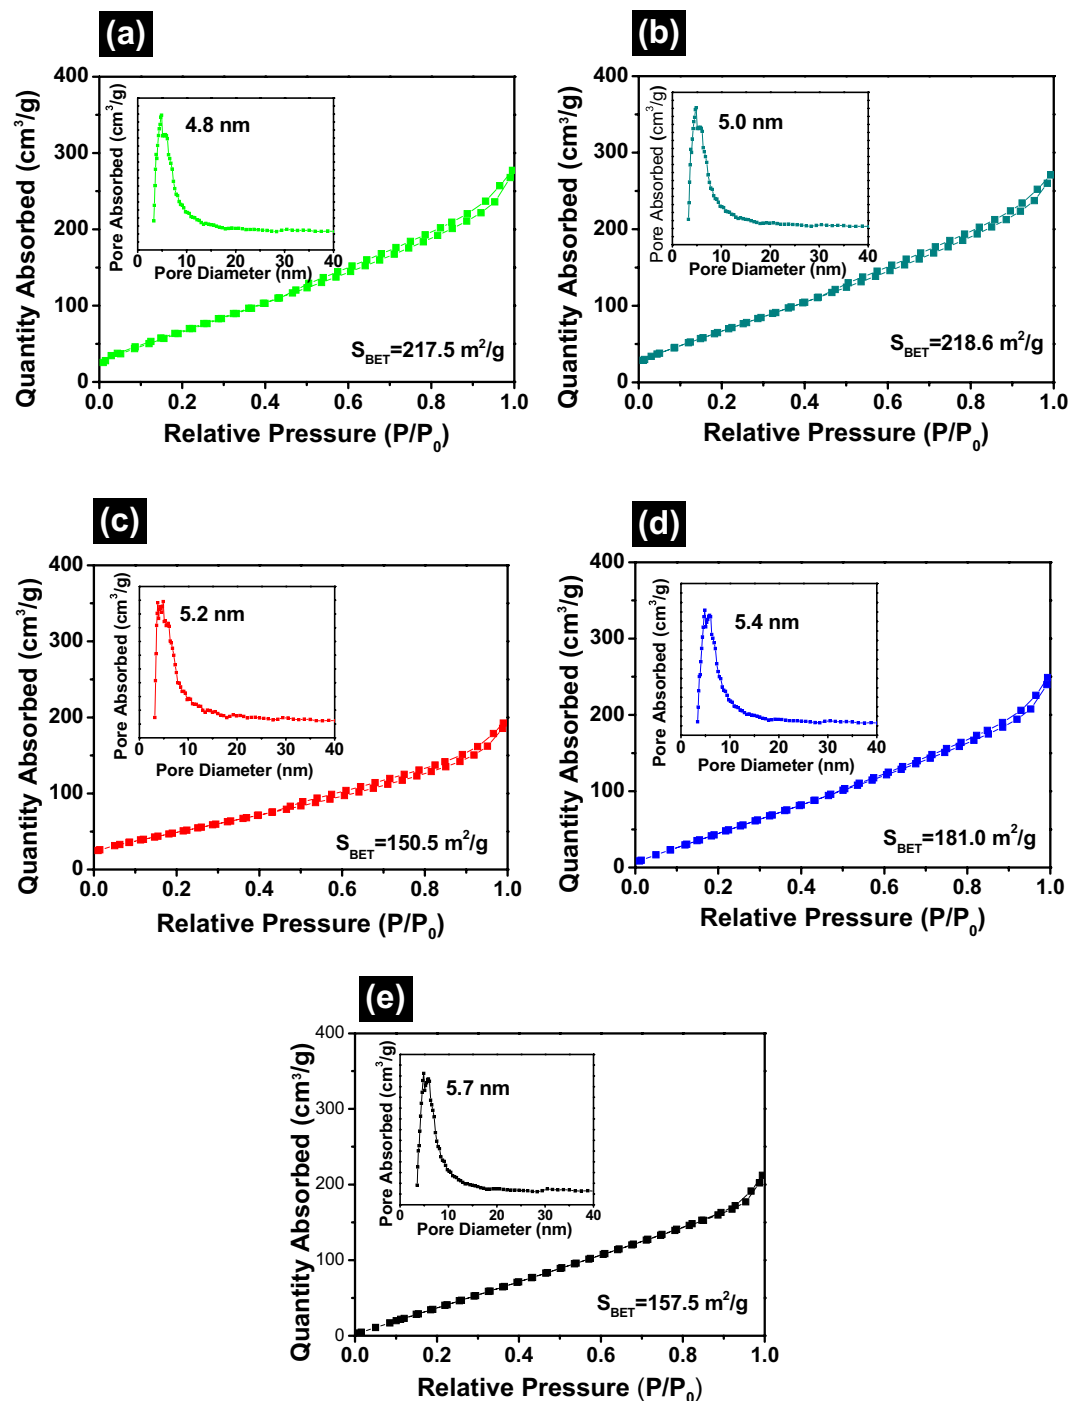 (a)
Quantity Absorbed (cm³/g)
400
300
200
100
0
Pore Absorbed (cm³/g)
4.8 nm
0 10 20 30 40
Pore Diameter (nm)
S_BET=217.5 m²/g
0.0 0.2 0.4 0.6 0.8 1.0
Relative Pressure (P/P₀)
(b)
Quantity Absorbed (cm³/g)
400
300
200
100
0
Pore Absorbed (cm³/g)
5.0 nm
0 10 20 30 40
Pore Diameter (nm)
S_BET=218.6 m²/g
0.0 0.2 0.4 0.6 0.8 1.0
Relative Pressure (P/P₀)
(c)
Quantity Absorbed (cm³/g)
400
300
200
100
0
Pore Absorbed (cm³/g)
5.2 nm
0 10 20 30 40
Pore Diameter (nm)
S_BET=150.5 m²/g
0.0 0.2 0.4 0.6 0.8 1.0
Relative Pressure (P/P₀)
(d)
Quantity Absorbed (cm³/g)
400
300
200
100
0
Pore Absorbed (cm³/g)
5.4 nm
0 10 20 30 40
Pore Diameter (nm)
S_BET=181.0 m²/g
0.0 0.2 0.4 0.6 0.8 1.0
Relative Pressure (P/P₀)
(e)
Quantity Absorbed (cm³/g)
400
300
200
100
0
Pore Absorbed (cm³/g)
5.7 nm
0 10 20 30 40
Pore Diameter (nm)
S_BET=157.5 m²/g
0.0 0.2 0.4 0.6 0.8 1.0
Relative Pressure (P/P₀)